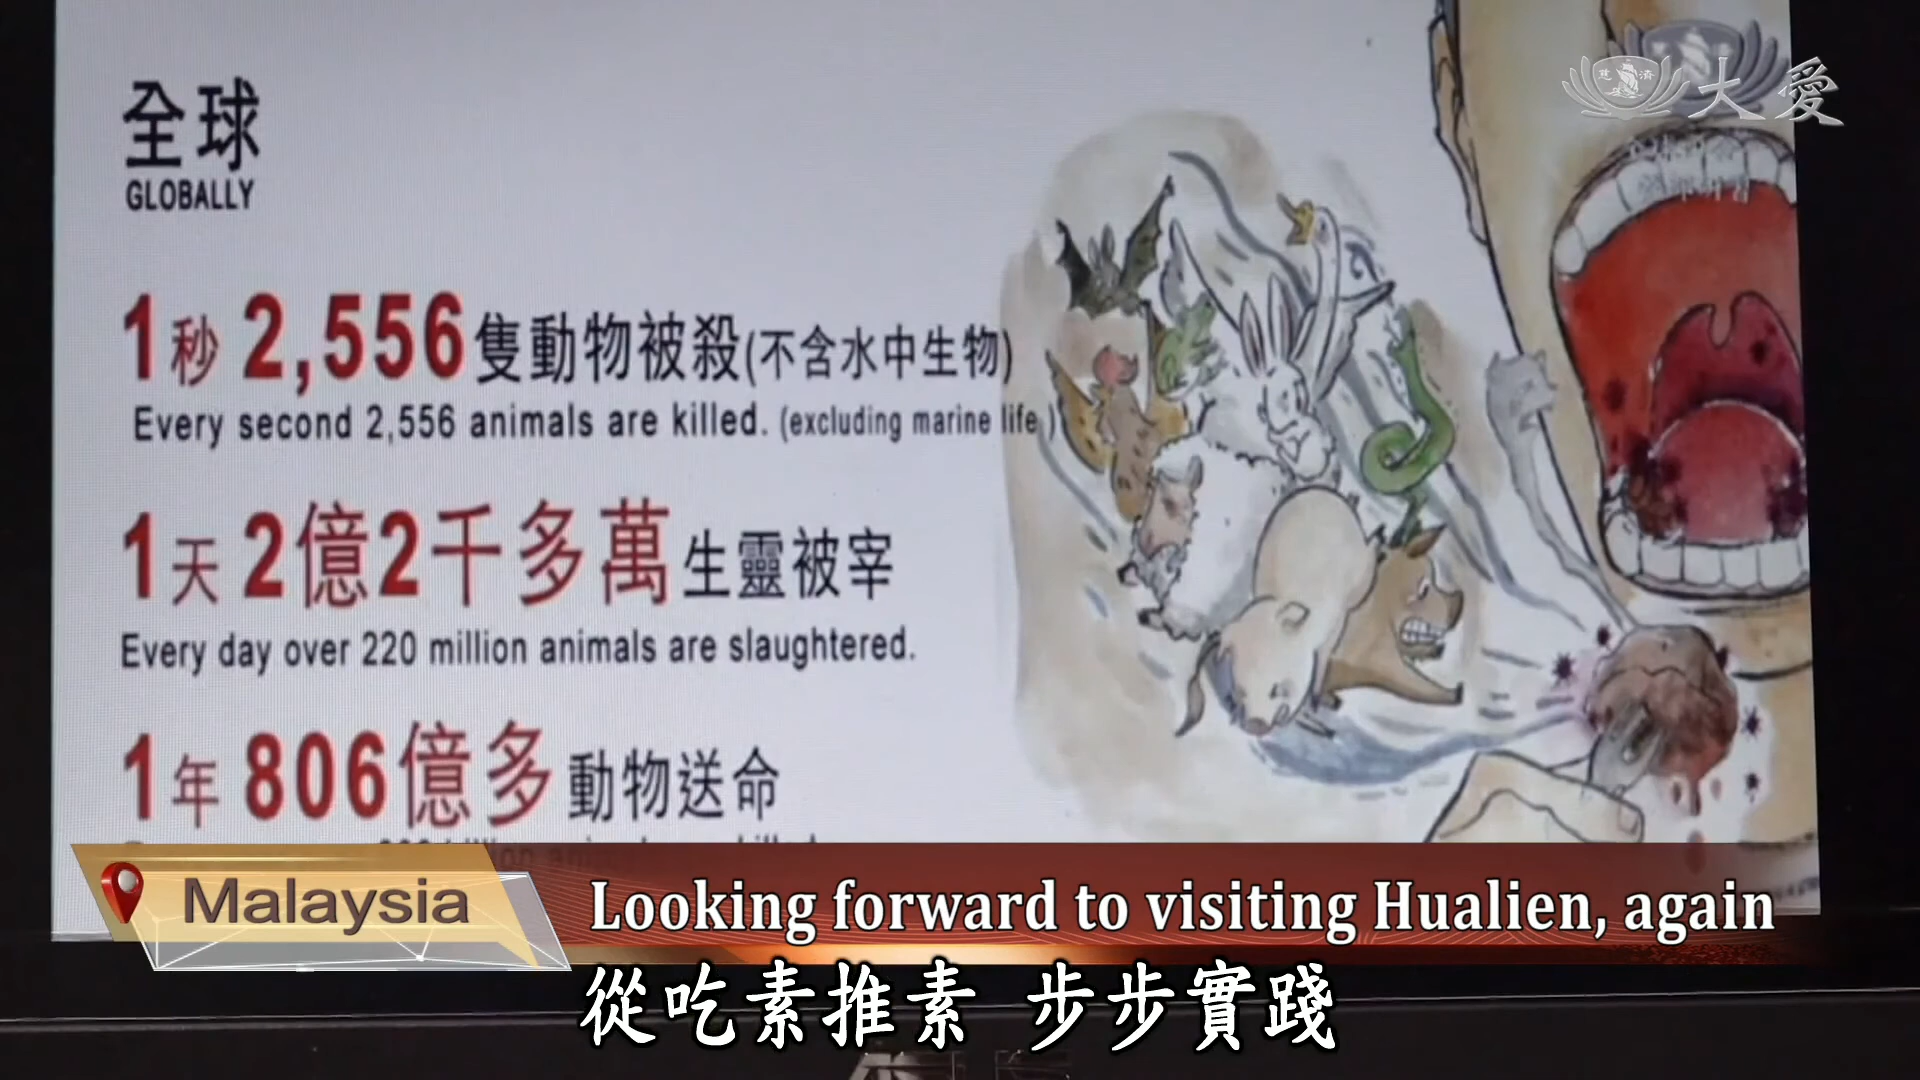 慈濟 大愛
全球
GLOBALLY
1秒 2,556隻動物被殺(不含水中生物)
Every second 2,556 animals are killed. (excluding marine life )
1天 2億2千多萬生靈被宰
Every day over 220 million animals are slaughtered.
1年 806億多動物送命
Malaysia
Looking forward to visiting Hualien, again
從吃素推素 步步實踐